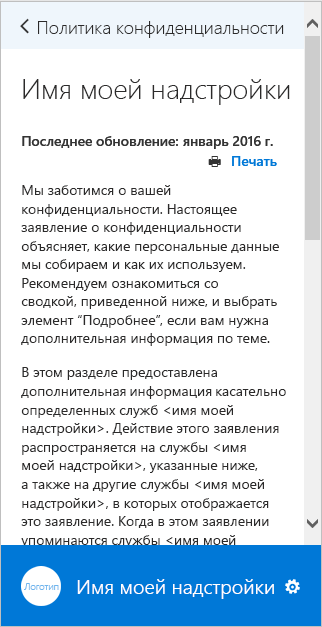 Политика конфиденциальности
Имя моей надстройки
Последнее обновление: январь 2016 г.
Печать
Мы заботимся о вашей
конфиденциальности. Настоящее
заявление о конфиденциальности
объясняет, какие персональные данные
мы собираем и как их используем.
Рекомендуем ознакомиться со
сводкой, приведенной ниже, и выбрать
элемент “Подробнее”, если вам нужна
дополнительная информация по теме.
В этом разделе предоставлена
дополнительная информация касательно
определенных служб <имя моей
надстройки>. Действие этого заявления
распространяется на службы <имя
моей надстройки>, указанные ниже,
а также на другие службы <имя моей
надстройки>, в которых отображается
это заявление. Когда в этом заявлении
упоминаются службы <имя моей
Логотип
Имя моей надстройки